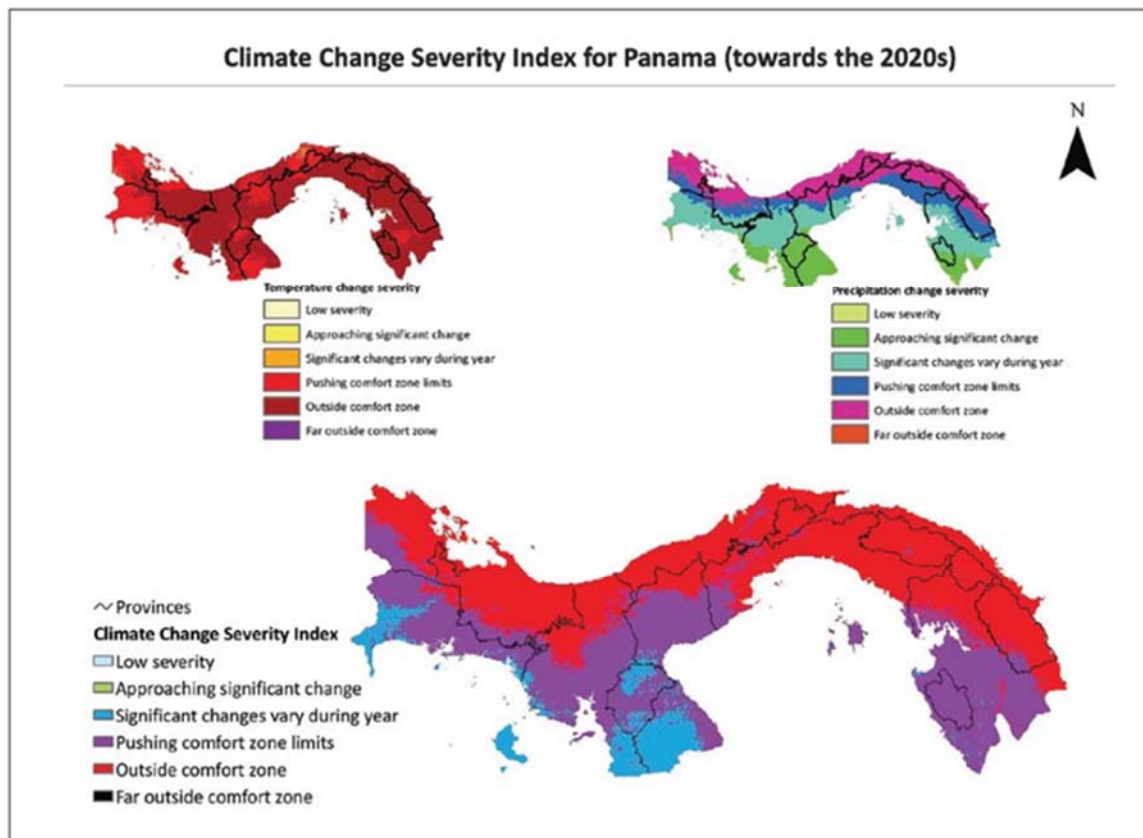 Climate Change Severity Index for Panama (towards the 2020s)
N
Temperature change severity
Low severity
Approaching significant change
Significant changes vary during year
Pushing comfort zone limits
Outside comfort zone
Far outside comfort zone
Precipitation change severity
Low severity
Approaching significant change
Significant changes vary during year
Pushing comfort zone limits
Outside comfort zone
Far outside comfort zone
Provinces
Climate Change Severity Index
Low severity
Approaching significant change
Significant changes vary during year
Pushing comfort zone limits
Outside comfort zone
Far outside comfort zone